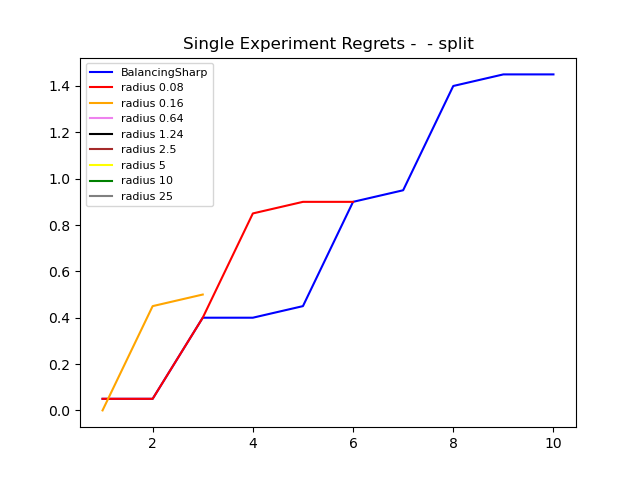 Single Experiment Regrets -  - split
BalancingSharp
radius 0.08
radius 0.16
radius 0.64
radius 1.24
radius 2.5
radius 5
radius 10
radius 25
1.4
1.2
1.0
0.8
0.6
0.4
0.2
0.0
2 4 6 8 10